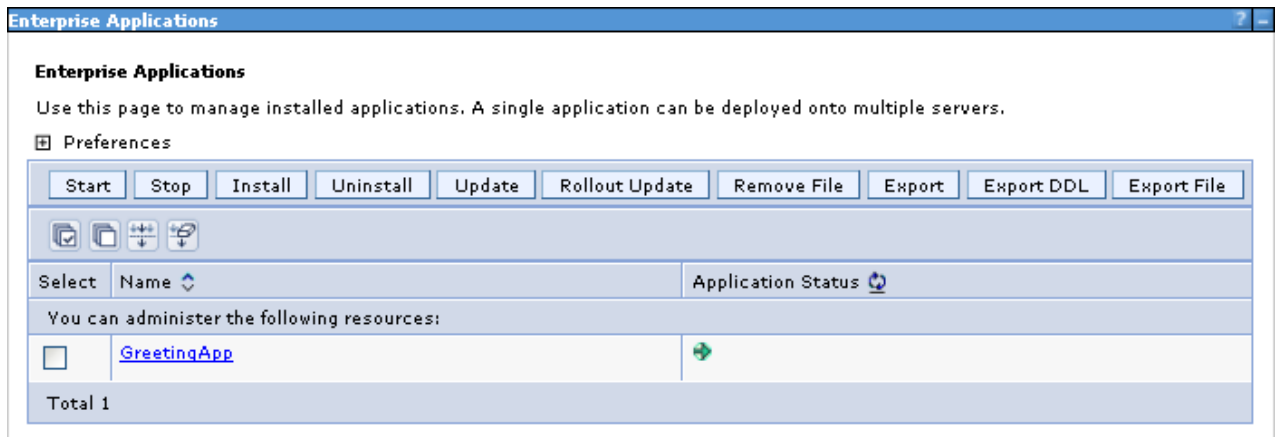 Enterprise Applications ? -
Enterprise Applications
Use this page to manage installed applications. A single application can be deployed onto multiple servers.
+ Preferences
Start Stop Install Uninstall Update Rollout Update Remove File Export Export DDL Export File
Select Name Application Status
You can administer the following resources:
GreetingApp
Total 1